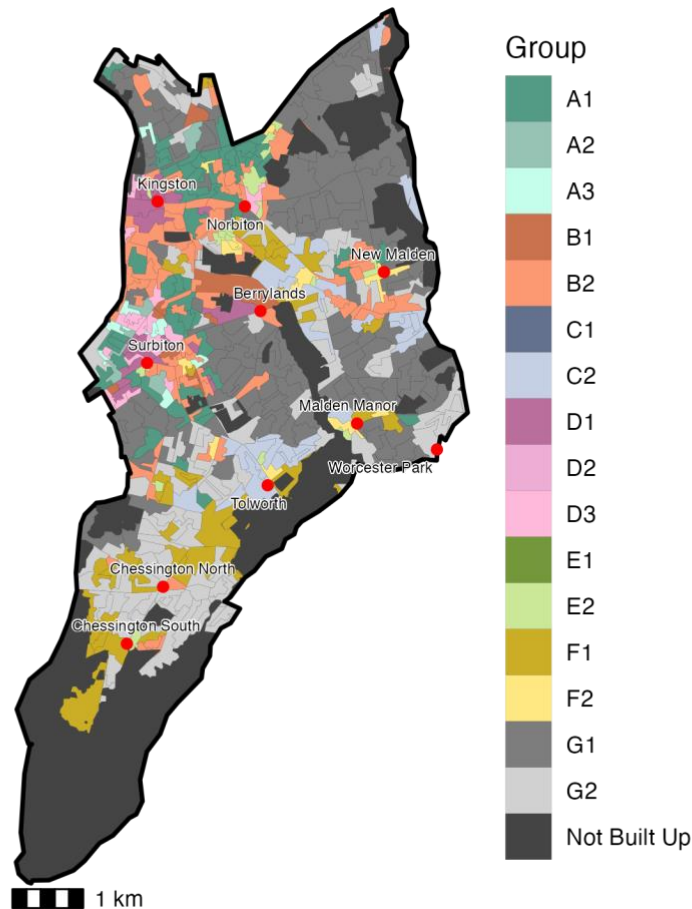 Group
A1
A2
A3
B1
B2
C1
C2
D1
D2
D3
E1
E2
F1
F2
G1
G2
Not Built Up
Kingston
Norbiton
New Malden
Berrylands
Surbiton
Malden Manor
Worcester Park
Tolworth
Chessington North
Chessington South
1 km